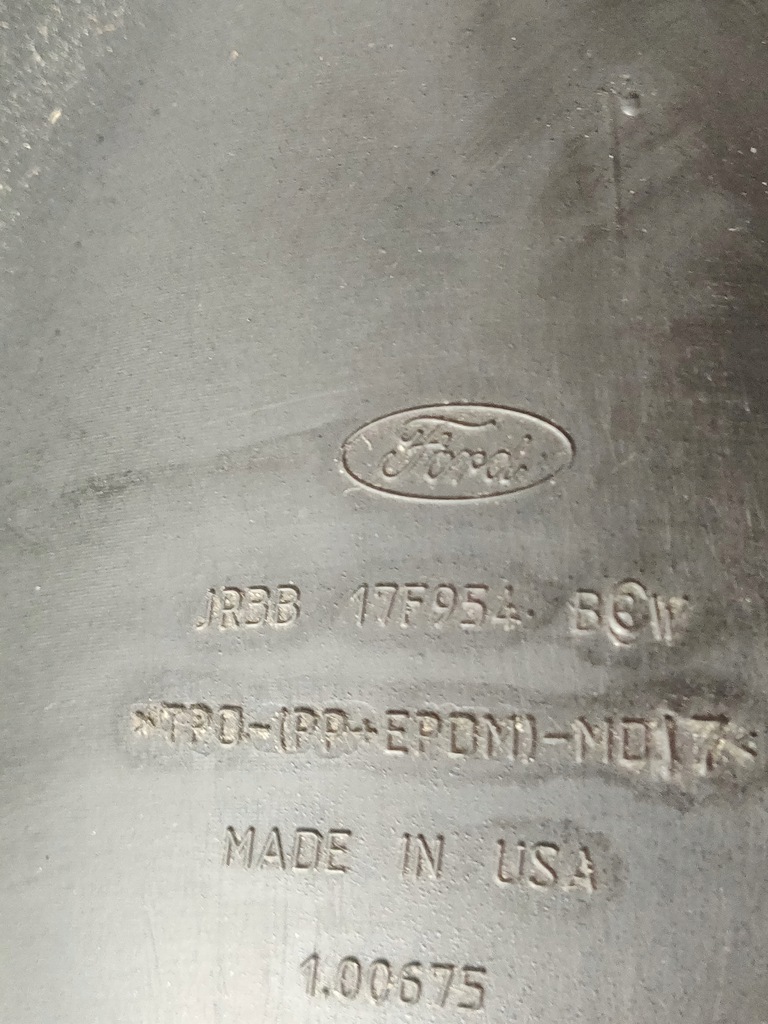 Ford
JR3B 17F954 BCW
>TPO-(PP+EPDM)-MD17<
MADE IN USA
1.00675